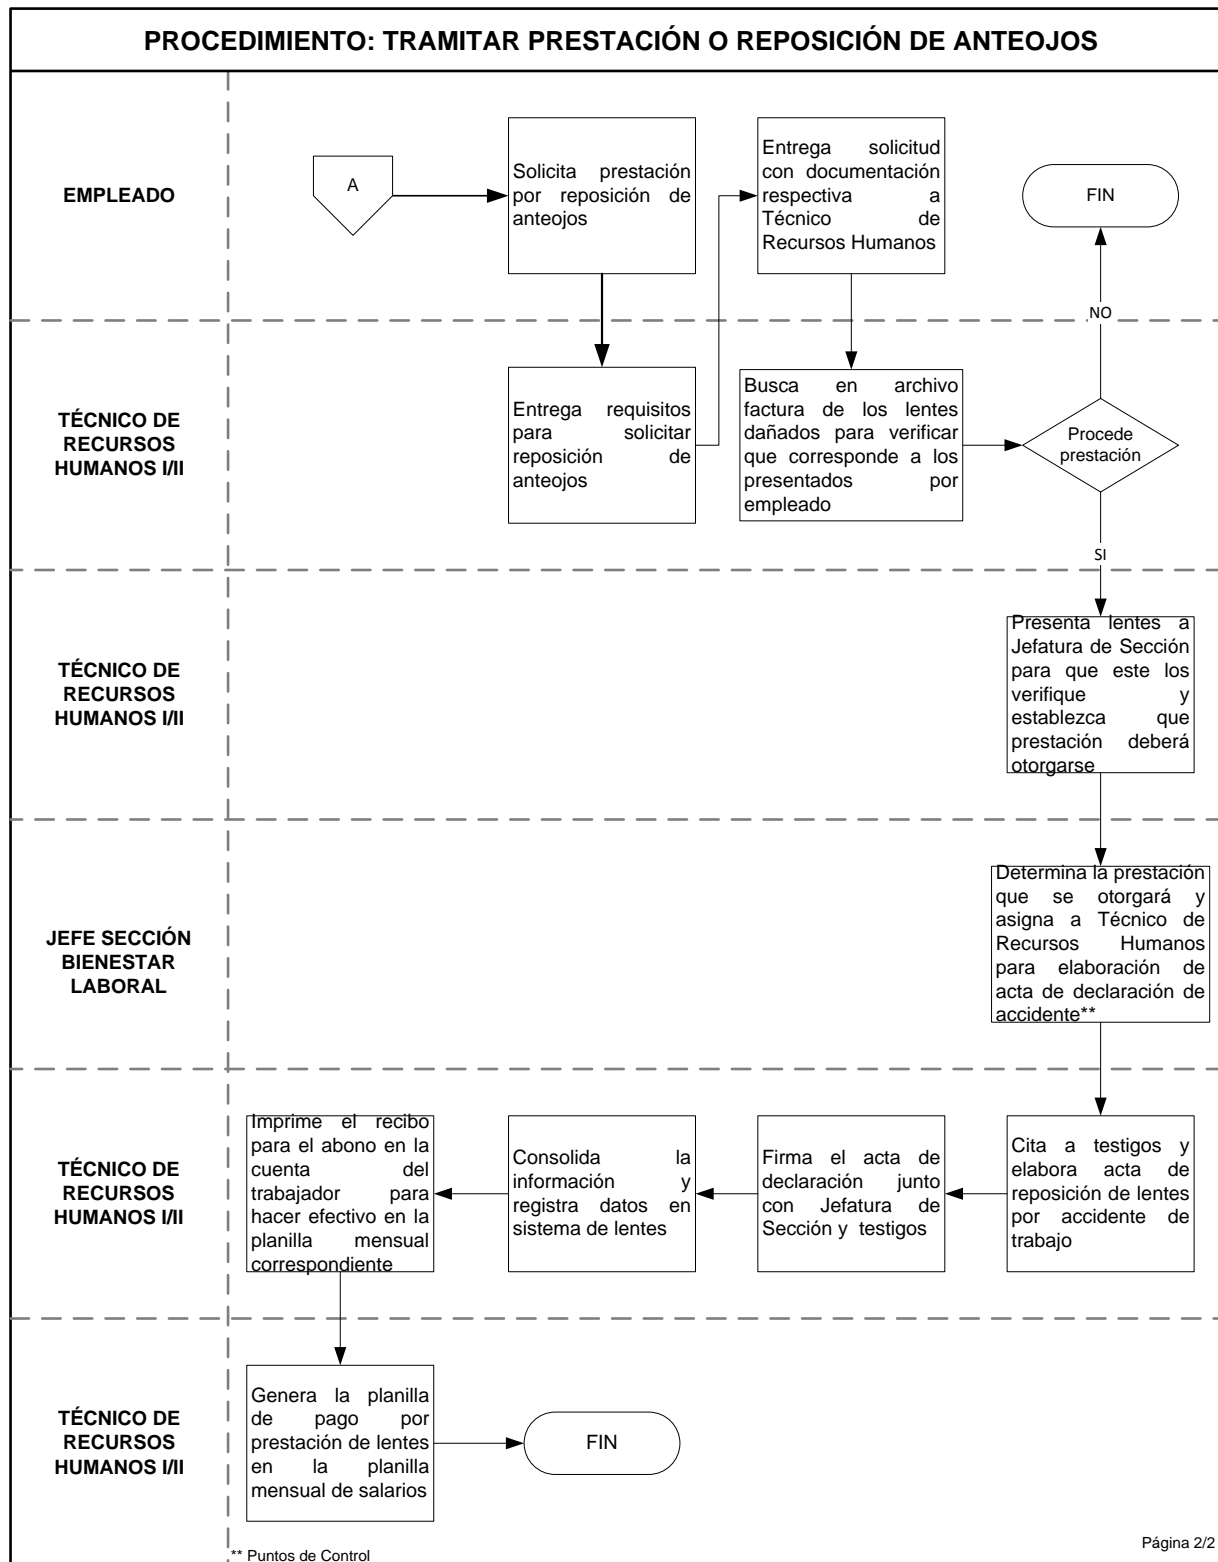 PROCEDIMIENTO: TRAMITAR PRESTACIÓN O REPOSICIÓN DE ANTEOJOS
EMPLEADO
A
Solicita prestación
por reposición de
anteojos
Entrega solicitud
con documentación
respectiva a
Técnico de
Recursos Humanos
FIN
NO
TÉCNICO DE
RECURSOS
HUMANOS I/II
Entrega requisitos
para solicitar
reposición de
anteojos
Busca en archivo
factura de los lentes
dañados para verificar
que corresponde a los
presentados por
empleado
Procede
prestación
SI
TÉCNICO DE
RECURSOS
HUMANOS I/II
Presenta lentes a
Jefatura de Sección
para que este los
verifique y
establezca que
prestación deberá
otorgarse
JEFE SECCIÓN
BIENESTAR
LABORAL
Determina la prestación
que se otorgará y
asigna a Técnico de
Recursos Humanos
para elaboración de
acta de declaración de
accidente**
TÉCNICO DE
RECURSOS
HUMANOS I/II
Imprime el recibo
para el abono en la
cuenta del
trabajador para
hacer efectivo en la
planilla mensual
correspondiente
Consolida la
información y
registra datos en
sistema de lentes
Firma el acta de
declaración junto
con Jefatura de
Sección y testigos
Cita a testigos y
elabora acta de
reposición de lentes
por accidente de
trabajo
TÉCNICO DE
RECURSOS
HUMANOS I/II
Genera la planilla
de pago por
prestación de lentes
en la planilla
mensual de salarios
FIN
** Puntos de Control
Página 2/2